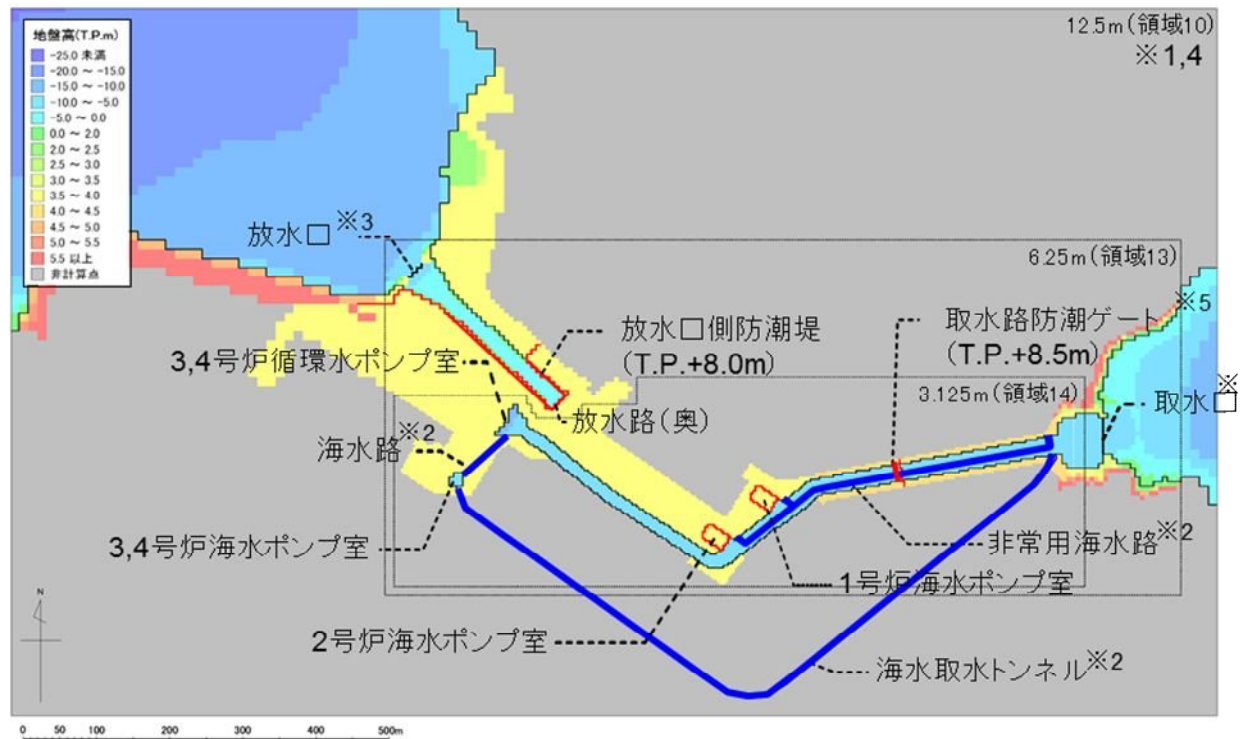 地盤高(T.P.m)
-25.0 未満
-20.0 ~ -15.0
-15.0 ~ -10.0
-10.0 ~ -5.0
-5.0 ~ 0.0
0.0 ~ 2.0
2.0 ~ 2.5
2.5 ~ 3.0
3.0 ~ 3.5
3.5 ~ 4.0
4.0 ~ 4.5
4.5 ~ 5.0
5.0 ~ 5.5
5.5 以上
非計算点
12.5m(領域10)
※1,4
放水口※3
6.25m(領域13)
放水口側防潮堤
(T.P.+8.0m)
取水路防潮ゲート※5
(T.P.+8.5m)
3,4号炉循環水ポンプ室
3.125m(領域14)
取水口※
放水路(奥)
海水路※2
3,4号炉海水ポンプ室
非常用海水路※2
1号炉海水ポンプ室
2号炉海水ポンプ室
海水取水トンネル※2
N
0 50 100 200 300 400 500m